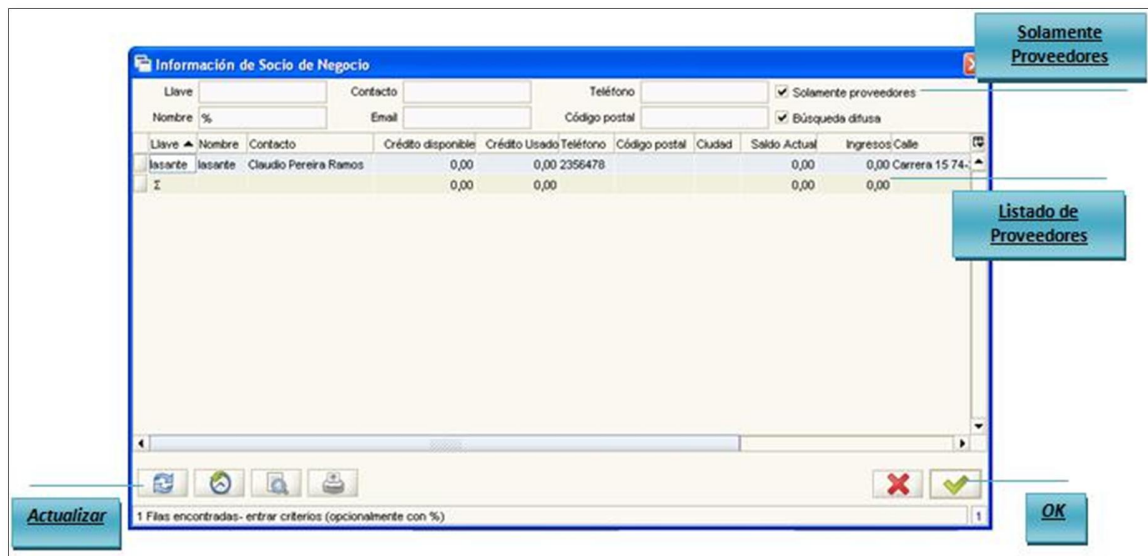 Solamente
Proveedores
Información de Socio de Negocio
Llave Contacto Teléfono Solamente proveedores
Nombre % Email Código postal Búsqueda difusa
Llave Nombre Contacto Crédito disponible Crédito Usado Teléfono Código postal Ciudad Saldo Actual Ingresos Calle
lasante lasante Claudio Pereira Ramos 0,00 0,00 2356478 0,00 0,00 Carrera 15 74-
Σ 0,00 0,00 0,00 0,00
Listado de
Proveedores
Actualizar
OK
1 Filas encontradas- entrar criterios (opcionalmente con %) 1